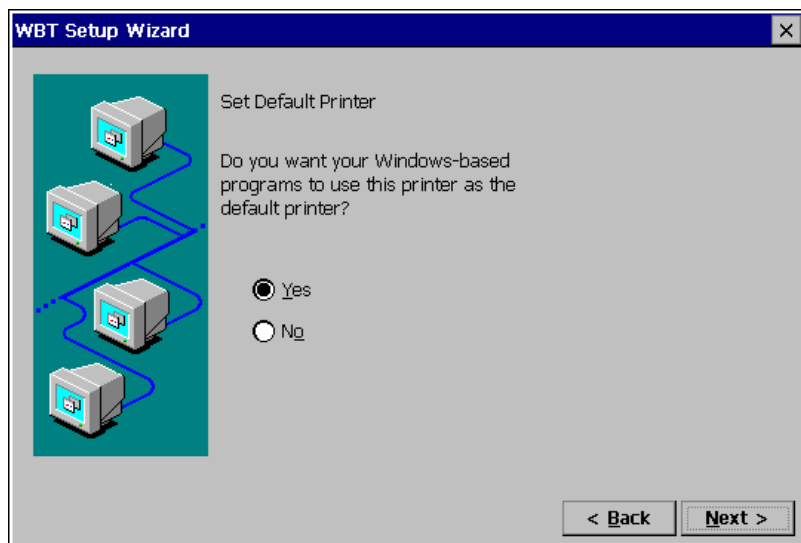 WBT Setup Wizard
Set Default Printer
Do you want your Windows-based
programs to use this printer as the
default printer?
Yes
No
< Back
Next >